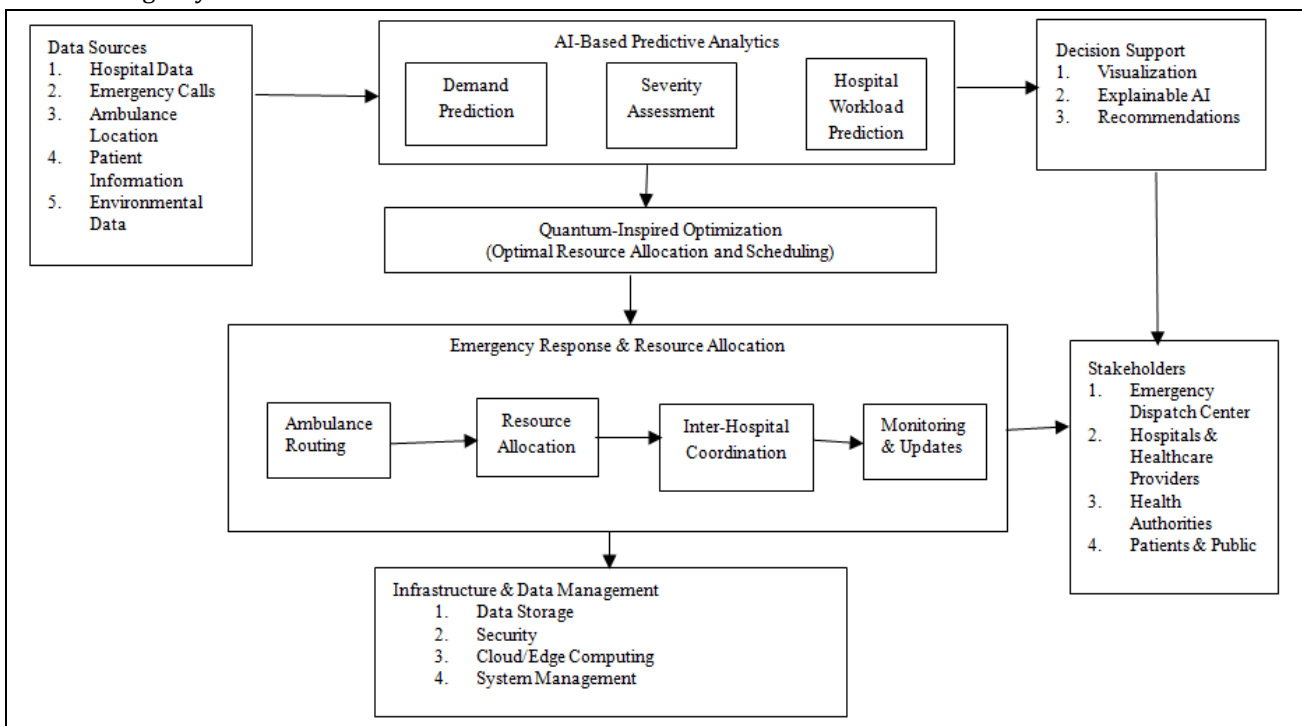 Data Sources
1. Hospital Data
2. Emergency Calls
3. Ambulance
Location
4. Patient
Information
5. Environmental
Data
AI-Based Predictive Analytics
Demand
Prediction
Severity
Assessment
Hospital
Workload
Prediction
Decision Support
1. Visualization
2. Explainable AI
3. Recommendations
Quantum-Inspired Optimization
(Optimal Resource Allocation and Scheduling)
Emergency Response & Resource Allocation
Ambulance
Routing
Resource
Allocation
Inter-Hospital
Coordination
Monitoring
& Updates
Stakeholders
1. Emergency
Dispatch Center
2. Hospitals &
Healthcare
Providers
3. Health
Authorities
4. Patients & Public
Infrastructure & Data Management
1. Data Storage
2. Security
3. Cloud/Edge Computing
4. System Management